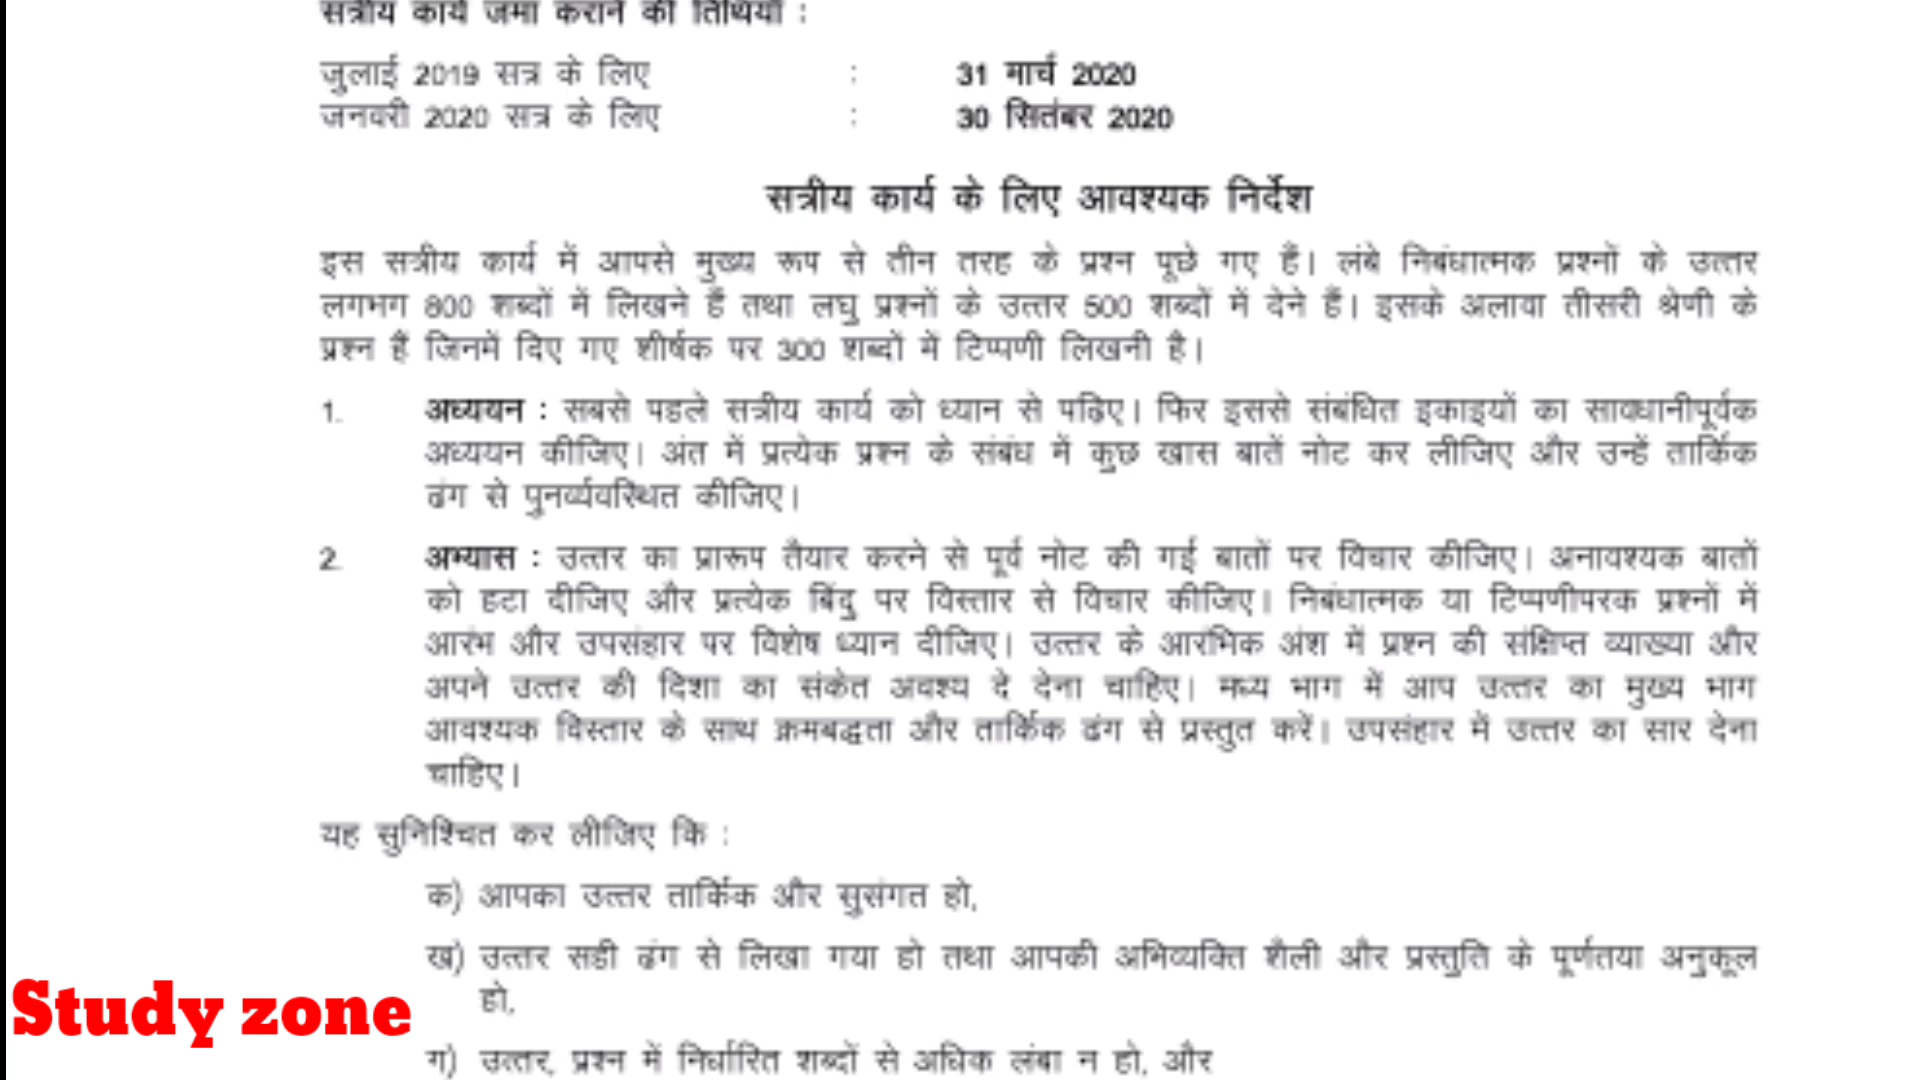 सत्रीय कार्य जमा कराने की तिथियाँ :
जुलाई 2019 सत्र के लिए : 31 मार्च 2020
जनवरी 2020 सत्र के लिए : 30 सितंबर 2020
सत्रीय कार्य के लिए आवश्यक निर्देश
इस सत्रीय कार्य में आपसे मुख्य रूप से तीन तरह के प्रश्न पूछे गए हैं। लंबे निबंधात्मक प्रश्नों के उत्तर
लगभग 800 शब्दों में लिखने हैं तथा लघु प्रश्नों के उत्तर 500 शब्दों में देने हैं। इसके अलावा तीसरी श्रेणी के
प्रश्न हैं जिनमें दिए गए शीर्षक पर 300 शब्दों में टिप्पणी लिखनी है।
1. अध्ययन : सबसे पहले सत्रीय कार्य को ध्यान से पढ़िए। फिर इससे संबंधित इकाइयों का सावधानीपूर्वक
अध्ययन कीजिए। अंत में प्रत्येक प्रश्न के संबंध में कुछ खास बातें नोट कर लीजिए और उन्हें तार्किक
ढंग से पुनर्व्यवस्थित कीजिए।
2. अभ्यास : उत्तर का प्रारूप तैयार करने से पूर्व नोट की गई बातों पर विचार कीजिए। अनावश्यक बातों
को हटा दीजिए और प्रत्येक बिंदु पर विस्तार से विचार कीजिए। निबंधात्मक या टिप्पणीपरक प्रश्नों में
आरंभ और उपसंहार पर विशेष ध्यान दीजिए। उत्तर के आरंभिक अंश में प्रश्न की संक्षिप्त व्याख्या और
अपने उत्तर की दिशा का संकेत अवश्य दे देना चाहिए। मध्य भाग में आप उत्तर का मुख्य भाग
आवश्यक विस्तार के साथ क्रमबद्धता और तार्किक ढंग से प्रस्तुत करें। उपसंहार में उत्तर का सार देना
चाहिए।
यह सुनिश्चित कर लीजिए कि :
क) आपका उत्तर तार्किक और सुसंगत हो,
ख) उत्तर सही ढंग से लिखा गया हो तथा आपकी अभिव्यक्ति शैली और प्रस्तुति के पूर्णतया अनुकूल
हो,
ग) उत्तर, प्रश्न में निर्धारित शब्दों से अधिक लंबा न हो, और
Study zone